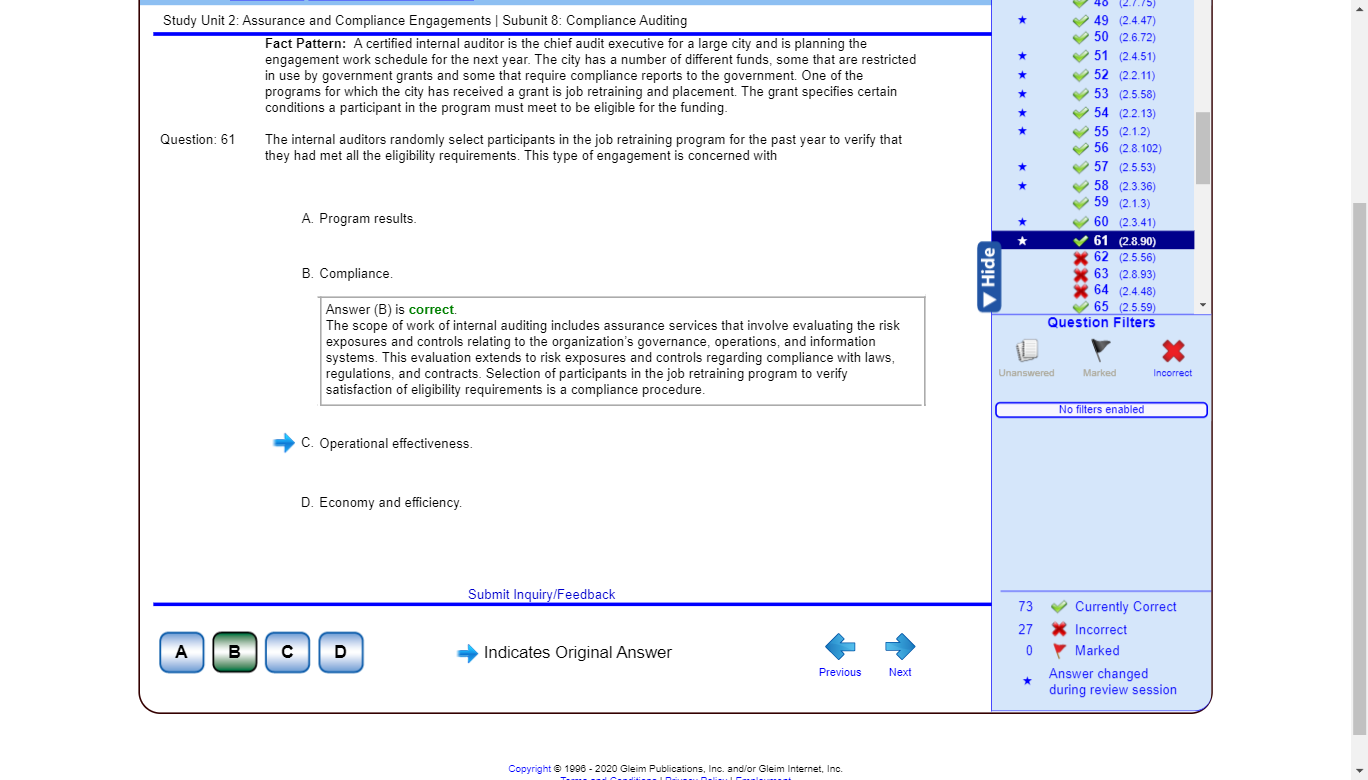 Study Unit 2: Assurance and Compliance Engagements | Subunit 8: Compliance Auditing
Fact Pattern: A certified internal auditor is the chief audit executive for a large city and is planning the
engagement work schedule for the next year. The city has a number of different funds, some that are restricted
in use by government grants and some that require compliance reports to the government. One of the
programs for which the city has received a grant is job retraining and placement. The grant specifies certain
conditions a participant in the program must meet to be eligible for the funding.
Question: 61
The internal auditors randomly select participants in the job retraining program for the past year to verify that
they had met all the eligibility requirements. This type of engagement is concerned with
A. Program results.
B. Compliance.
Answer (B) is correct.
The scope of work of internal auditing includes assurance services that involve evaluating the risk
exposures and controls relating to the organization's governance, operations, and information
systems. This evaluation extends to risk exposures and controls regarding compliance with laws,
regulations, and contracts. Selection of participants in the job retraining program to verify
satisfaction of eligibility requirements is a compliance procedure.
C. Operational effectiveness.
D. Economy and efficiency.
Submit Inquiry/Feedback
A B C D
Indicates Original Answer
Previous
Next
48 (2.7.75)
49 (2.4.47)
50 (2.6.72)
51 (2.4.51)
52 (2.2.11)
53 (2.5.58)
54 (2.2.13)
55 (2.1.2)
56 (2.8.102)
57 (2.5.53)
58 (2.3.36)
59 (2.1.3)
60 (2.3.41)
61 (2.8.90)
62 (2.5.56)
63 (2.8.93)
64 (2.4.48)
65 (2.5.59)
Hide
Question Filters
Unanswered
Marked
Incorrect
No filters enabled
73 Currently Correct
27 Incorrect
0 Marked
Answer changed
during review session
Copyright © 1996 - 2020 Gleim Publications, Inc. and/or Gleim Internet, Inc.
Terms and Conditions | Privacy Policy | Employment